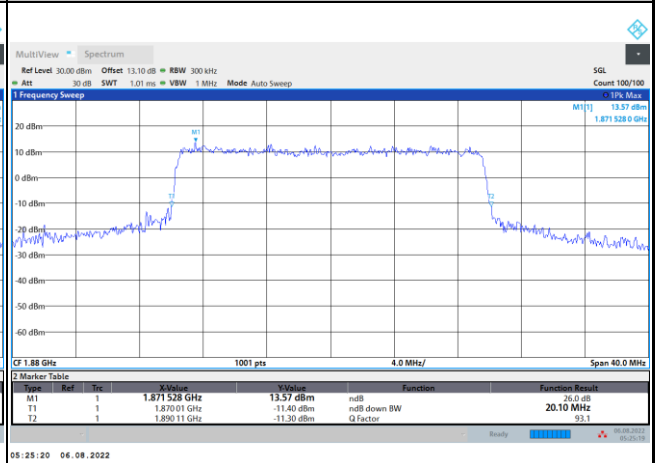 MultiView Spectrum
Ref Level 30.00 dBm Offset 13.10 dB RBW 300 kHz SGL
Att 30 dB SWT 1.01 ms VBW 1 MHz Mode Auto Sweep Count 100/100
1 Frequency Sweep 1Pk Max
M1[1] 13.57 dBm
1.871 528 0 GHz
20 dBm
M1
10 dBm
0 dBm
T1
T2
-10 dBm
-20 dBm
-30 dBm
-40 dBm
-50 dBm
-60 dBm
CF 1.88 GHz 1001 pts 4.0 MHz/ Span 40.0 MHz
2 Marker Table
Type Ref Trc X-Value Y-Value Function Function Result
M1 1 1.871 528 GHz 13.57 dBm ndB 26.0 dB
T1 1 1.870 01 GHz -11.40 dBm ndB down BW 20.10 MHz
T2 1 1.890 11 GHz -11.30 dBm Q Factor 93.1
Ready 06.08.2022
05:25:19
05:25:20 06.08.2022